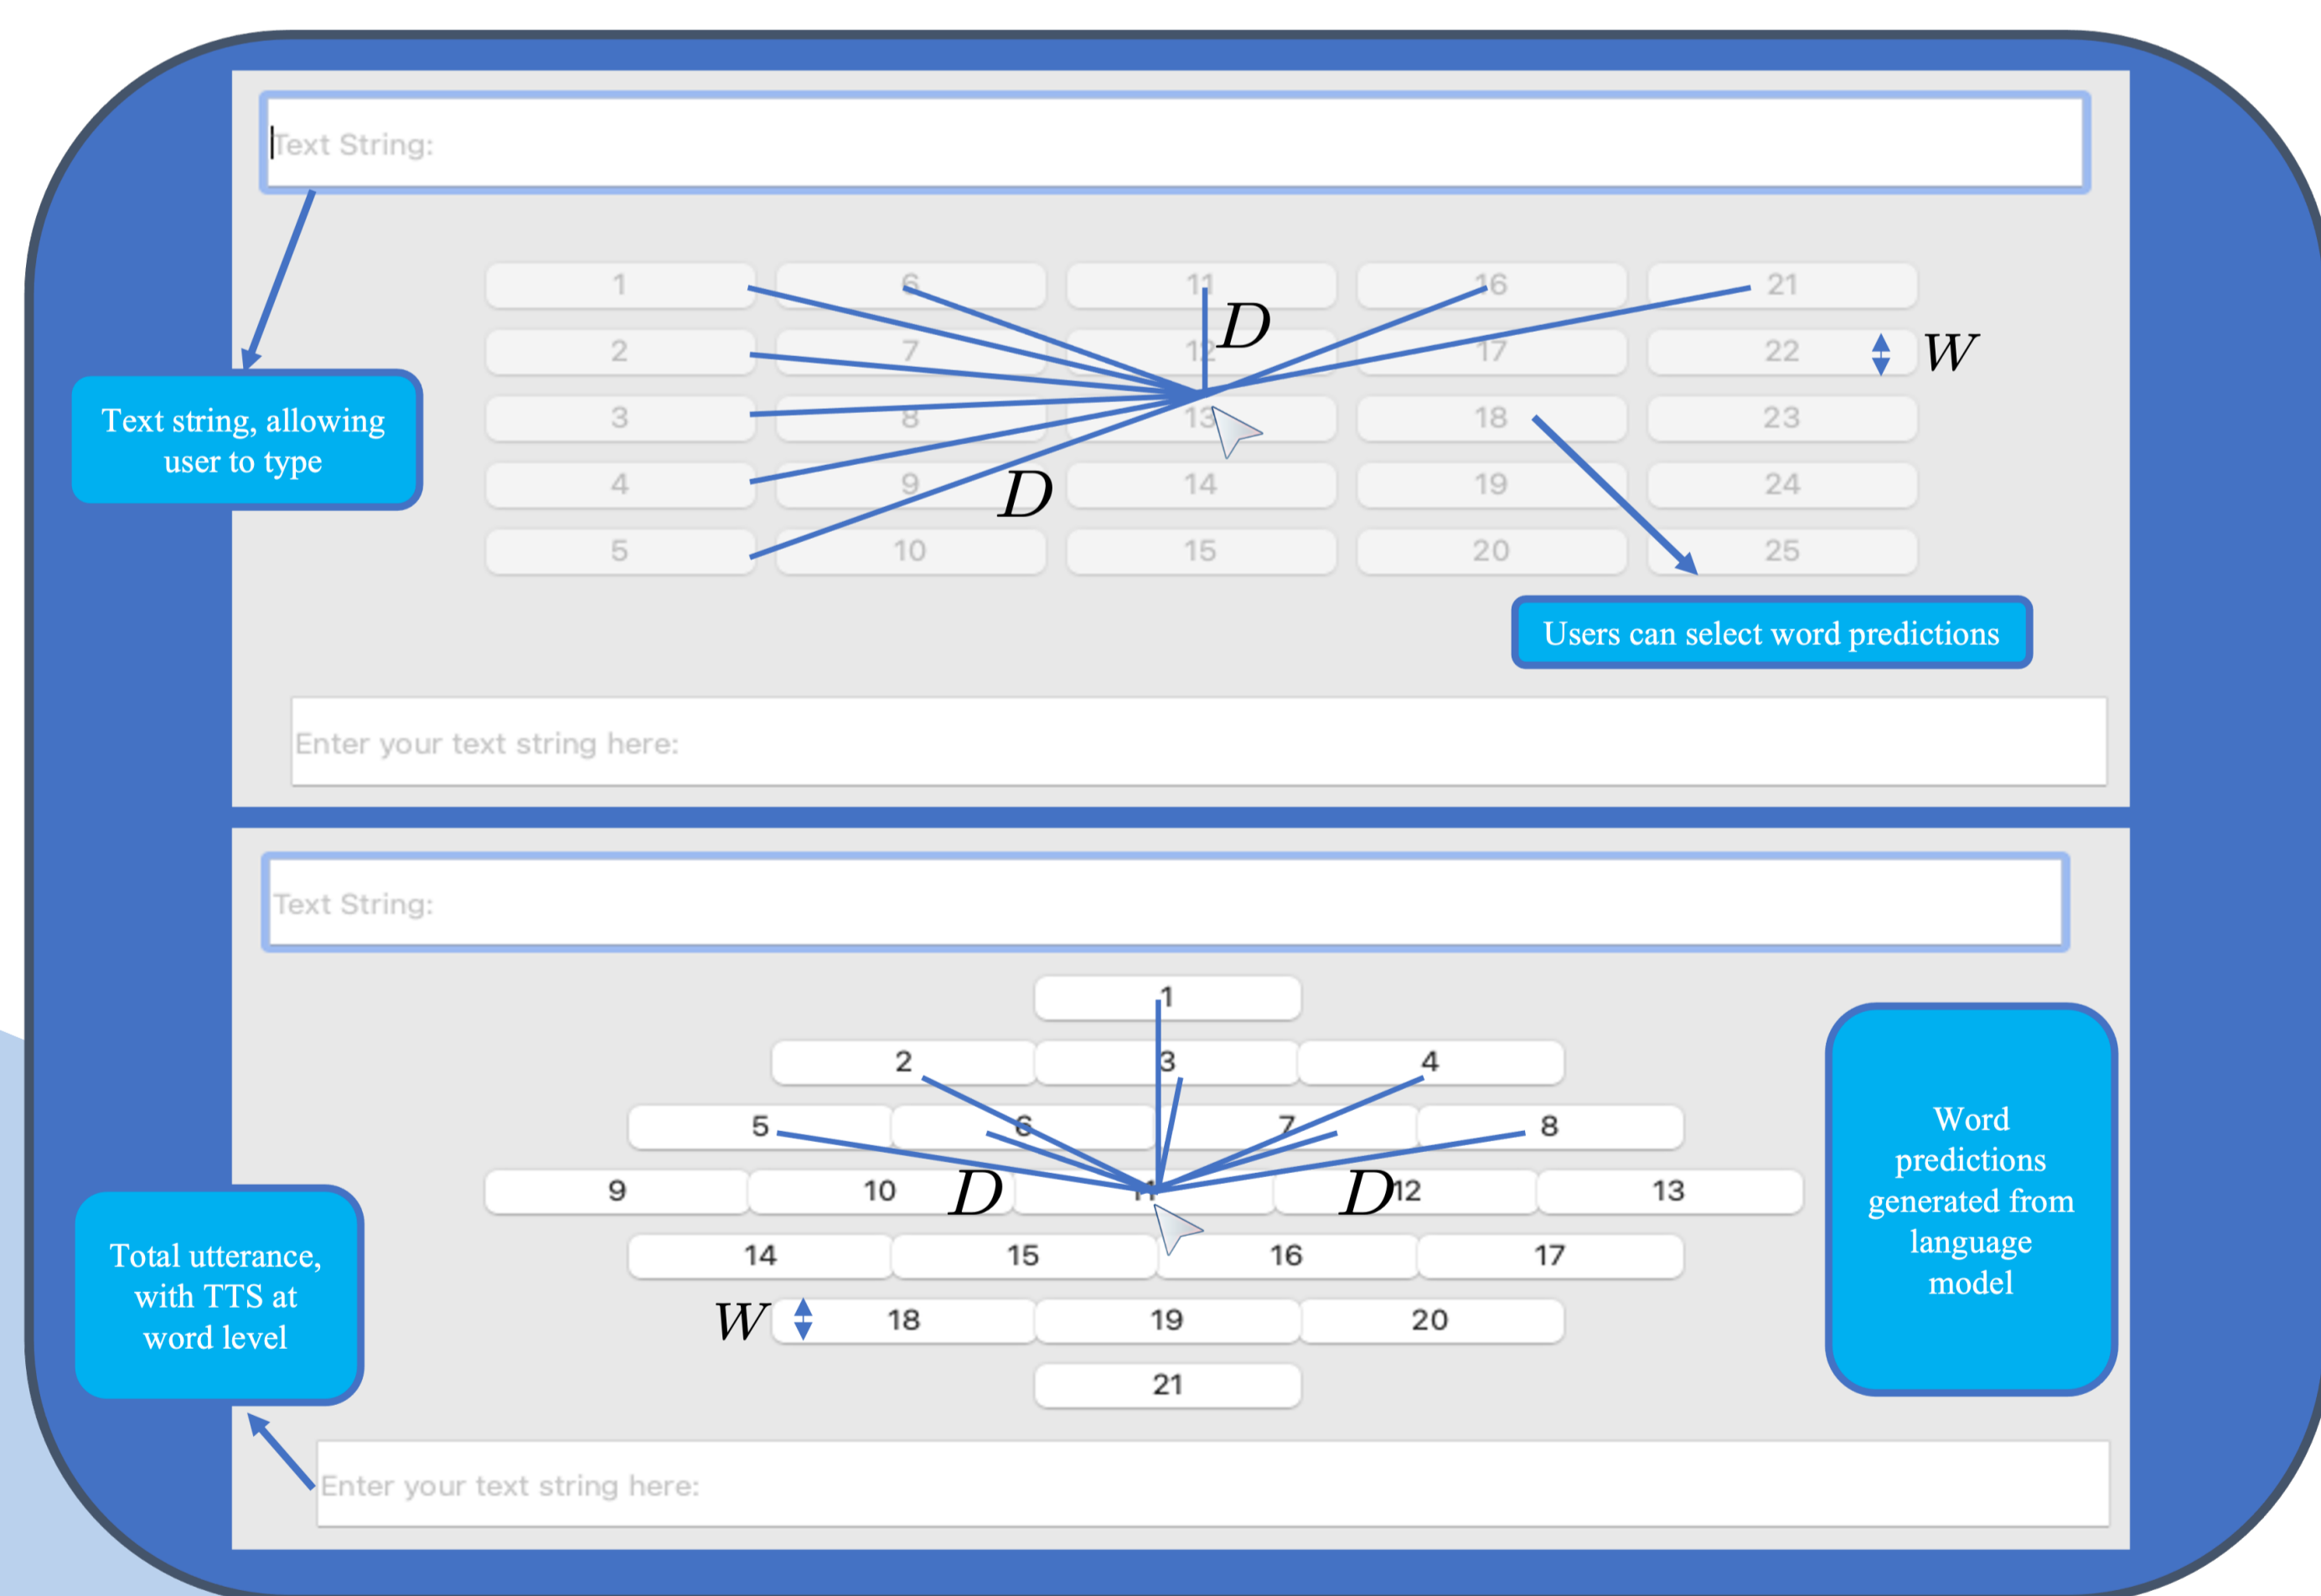 Text String:
1 6 11 16 21
D
2 7 12 17 22 W
Text string, allowing
user to type
3 8 13 18 23
4 9 14 19 24
D
5 10 15 20 25
Users can select word predictions
Enter your text string here:
Text String:
1
2 3 4
5 6 7 8
9 10 D 11 D 12 13
14 15 16 17
W 18 19 20
21
Word
predictions
generated from
language
model
Total utterance,
with TTS at
word level
Enter your text string here: